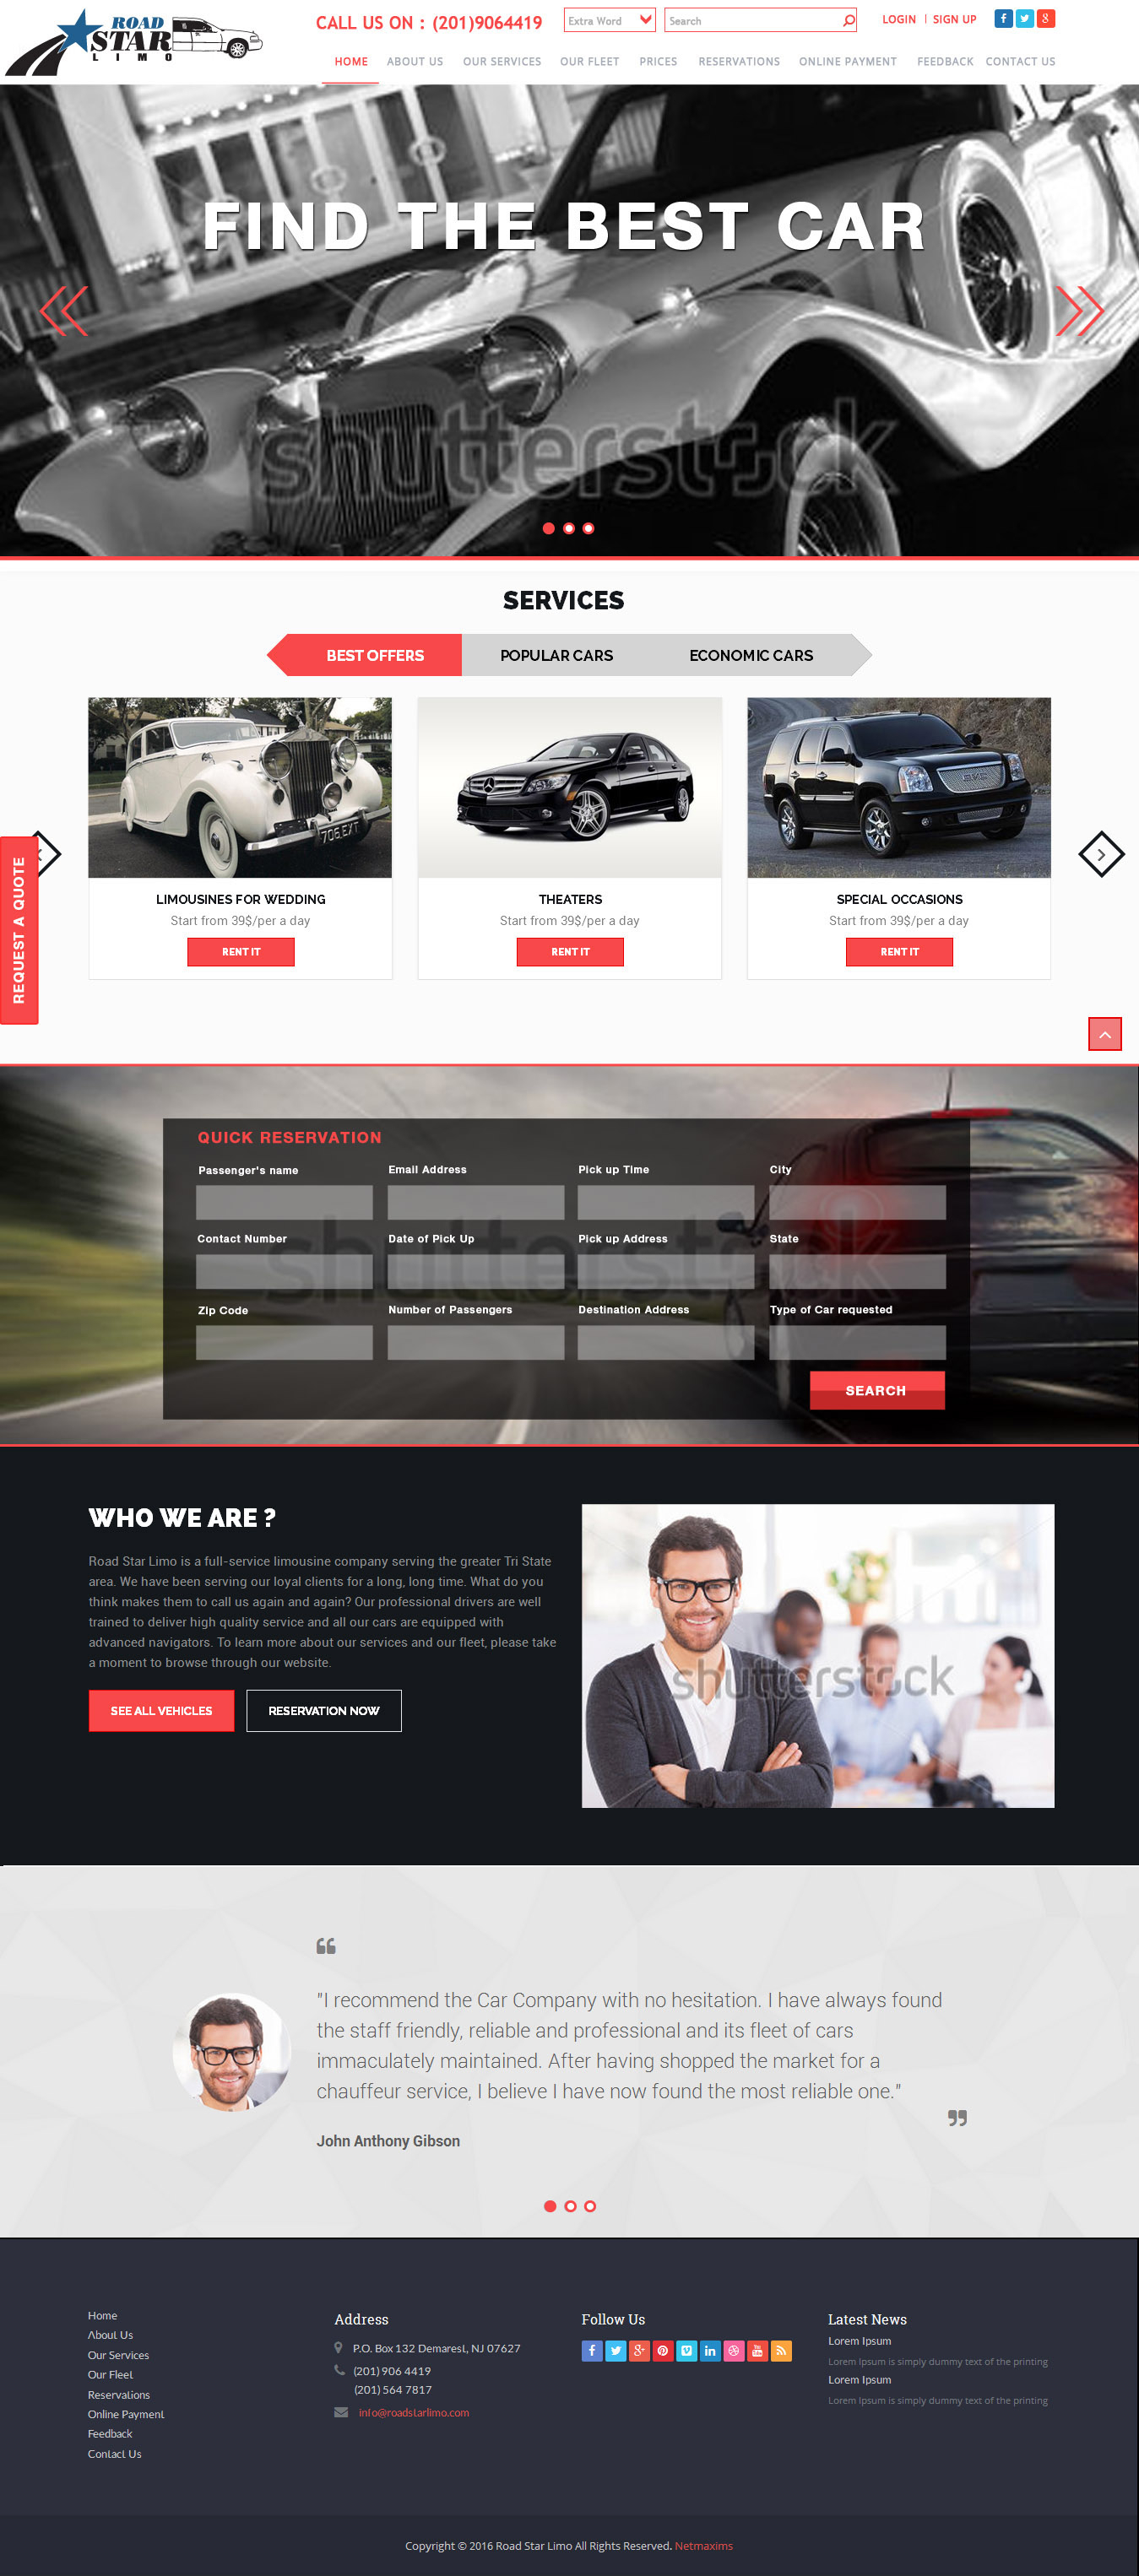 ROAD
STAR
LIMO
CALL US ON : (201)9064419
Extra Word
Search
LOGIN | SIGN UP
HOME ABOUT US OUR SERVICES OUR FLEET PRICES RESERVATIONS ONLINE PAYMENT FEEDBACK CONTACT US
FIND THE BEST CAR
shutterstock
SERVICES
BEST OFFERS POPULAR CARS ECONOMIC CARS
706.EXT
GMC
REQUEST A QUOTE
LIMOUSINES FOR WEDDING
Start from 39$/per a day
RENT IT
THEATERS
Start from 39$/per a day
RENT IT
SPECIAL OCCASIONS
Start from 39$/per a day
RENT IT
QUICK RESERVATION
Passenger's name Email Address Pick up Time City
Contact Number Date of Pick Up Pick up Address State
shutterstock
Zip Code Number of Passengers Destination Address Type of Car requested
SEARCH
WHO WE ARE ?
Road Star Limo is a full-service limousine company serving the greater Tri State
area. We have been serving our loyal clients for a long, long time. What do you
think makes them to call us again and again? Our professional drivers are well
trained to deliver high quality service and all our cars are equipped with
advanced navigators. To learn more about our services and our fleet, please take
a moment to browse through our website.
SEE ALL VEHICLES RESERVATION NOW
shutterstock
“
"I recommend the Car Company with no hesitation. I have always found
the staff friendly, reliable and professional and its fleet of cars
immaculately maintained. After having shopped the market for a
chauffeur service, I believe I have now found the most reliable one."
”
John Anthony Gibson
Home
About Us
Our Services
Our Fleet
Reservations
Online Payment
Feedback
Contact Us
Address
P.O. Box 132 Demarest, NJ 07627
(201) 906 4419
(201) 564 7817
info@roadstarlimo.com
Follow Us
Latest News
Lorem Ipsum
Lorem Ipsum is simply dummy text of the printing
Lorem Ipsum
Lorem Ipsum is simply dummy text of the printing
Copyright © 2016 Road Star Limo All Rights Reserved. Netmaxims